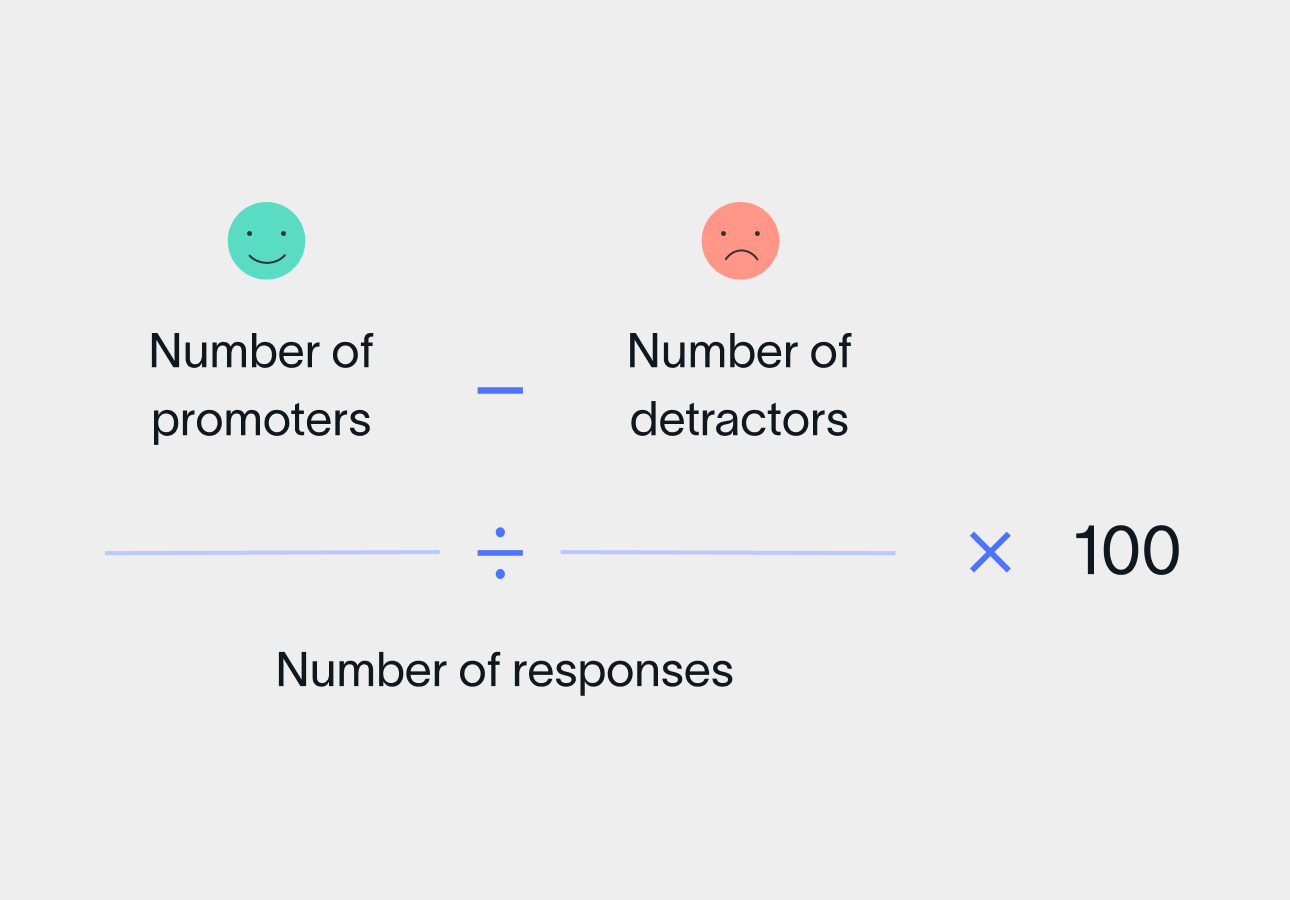 Number of
promoters
−
Number of
detractors
÷
× 100
Number of responses